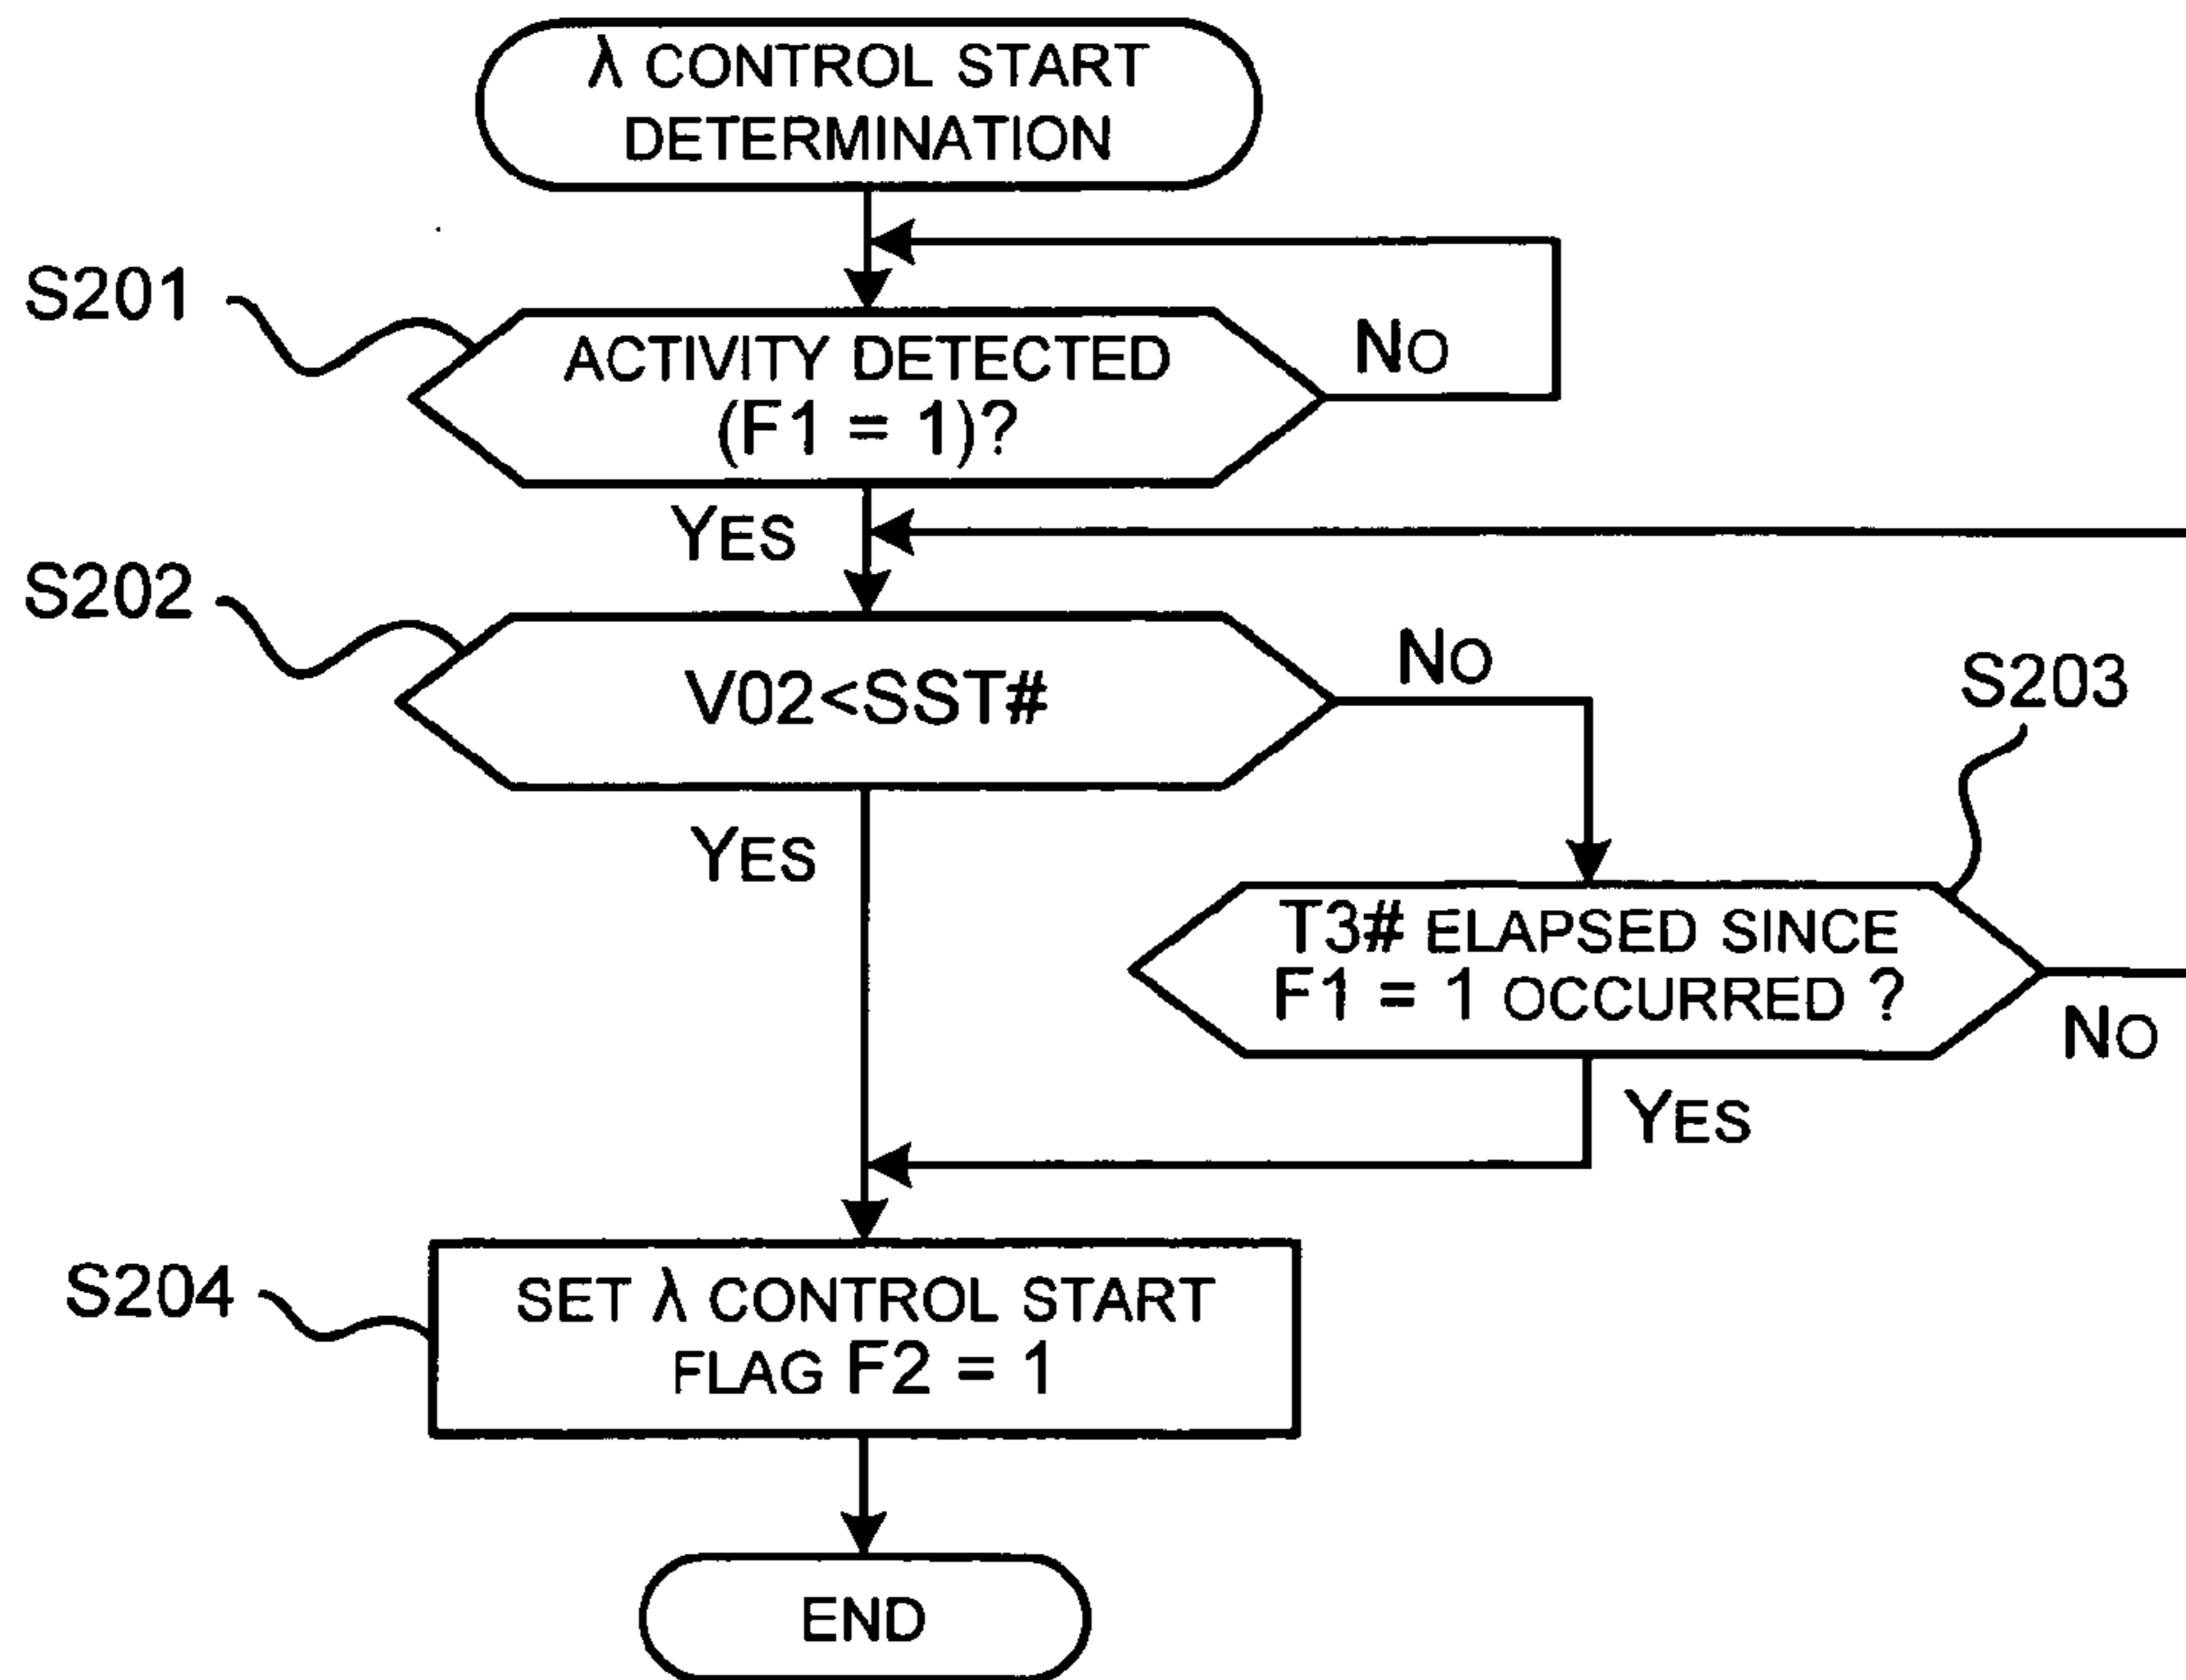 λ CONTROL START
DETERMINATION
S201
ACTIVITY DETECTED
(F1 = 1)?
NO
YES
S202
V02<SST#
NO
S203
YES
T3# ELAPSED SINCE
F1 = 1 OCCURRED ?
NO
YES
S204
SET λ CONTROL START
FLAG F2 = 1
END